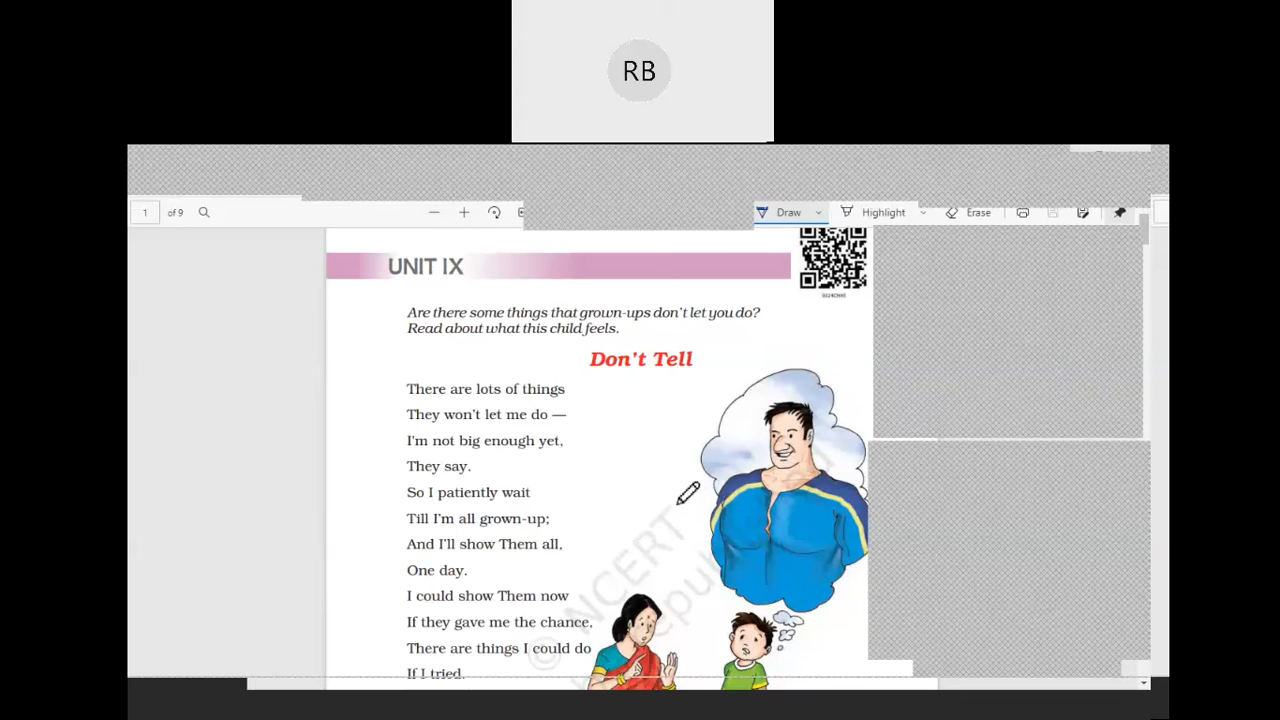 RB
1 of 9
Draw
Highlight
Erase
UNIT IX
Are there some things that grown-ups don't let you do?
Read about what this child feels.
Don't Tell
There are lots of things
They won't let me do —
I'm not big enough yet,
They say.
So I patiently wait
Till I'm all grown-up;
And I'll show Them all,
One day.
I could show Them now
If they gave me the chance,
There are things I could do
If I tried.
© NCERT